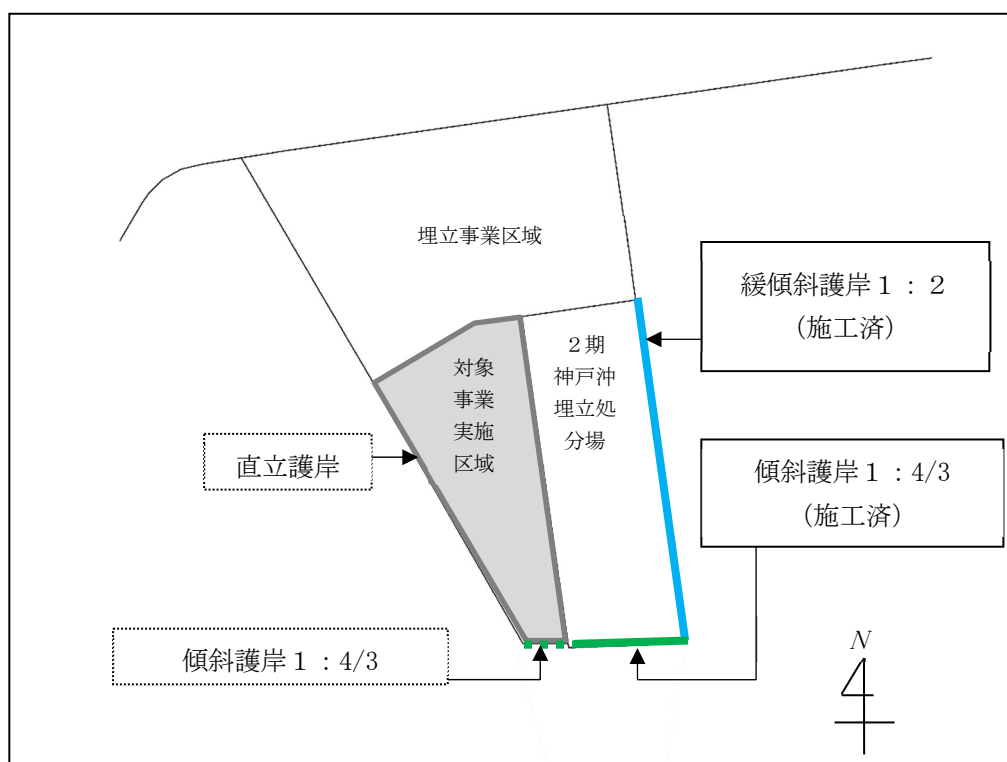 埋立事業区域
緩傾斜護岸１：２
(施工済)
２期
神戸沖
埋立処
分場
対象
事業
実施
区域
直立護岸
傾斜護岸１：4/3
(施工済)
傾斜護岸１：4/3
N